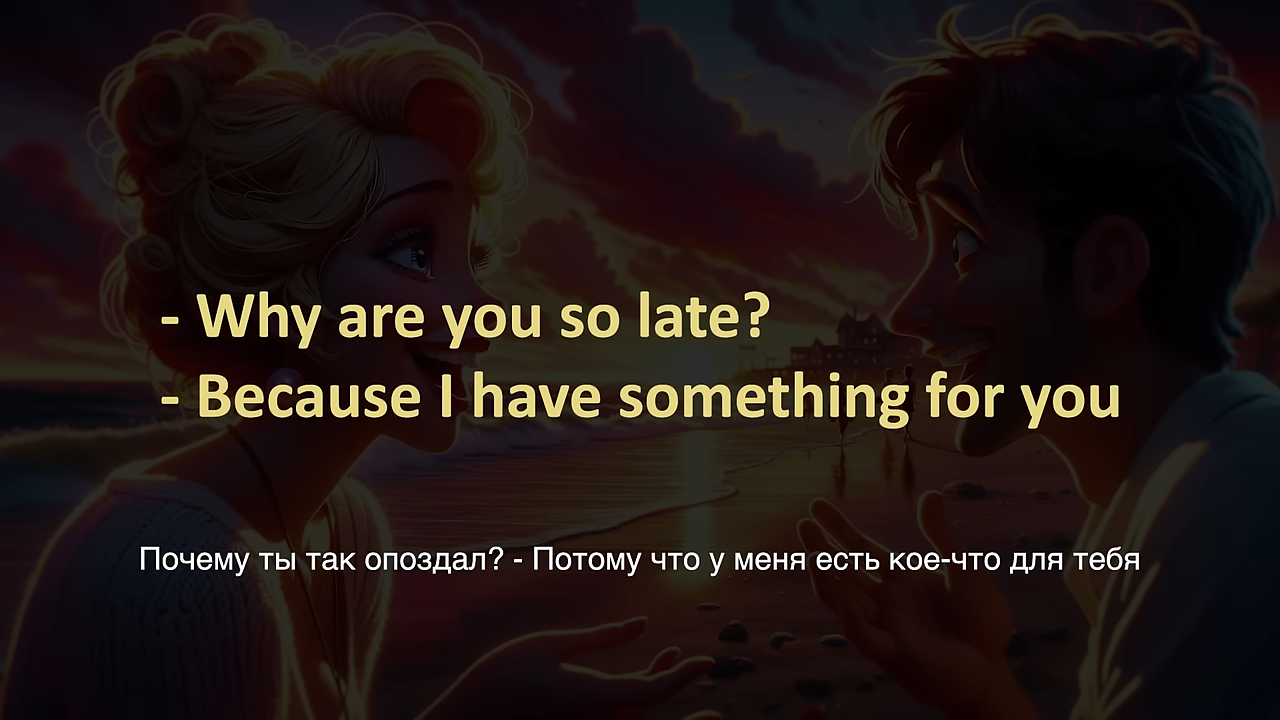 - Why are you so late?
- Because I have something for you
Почему ты так опоздал? - Потому что у меня есть кое-что для тебя